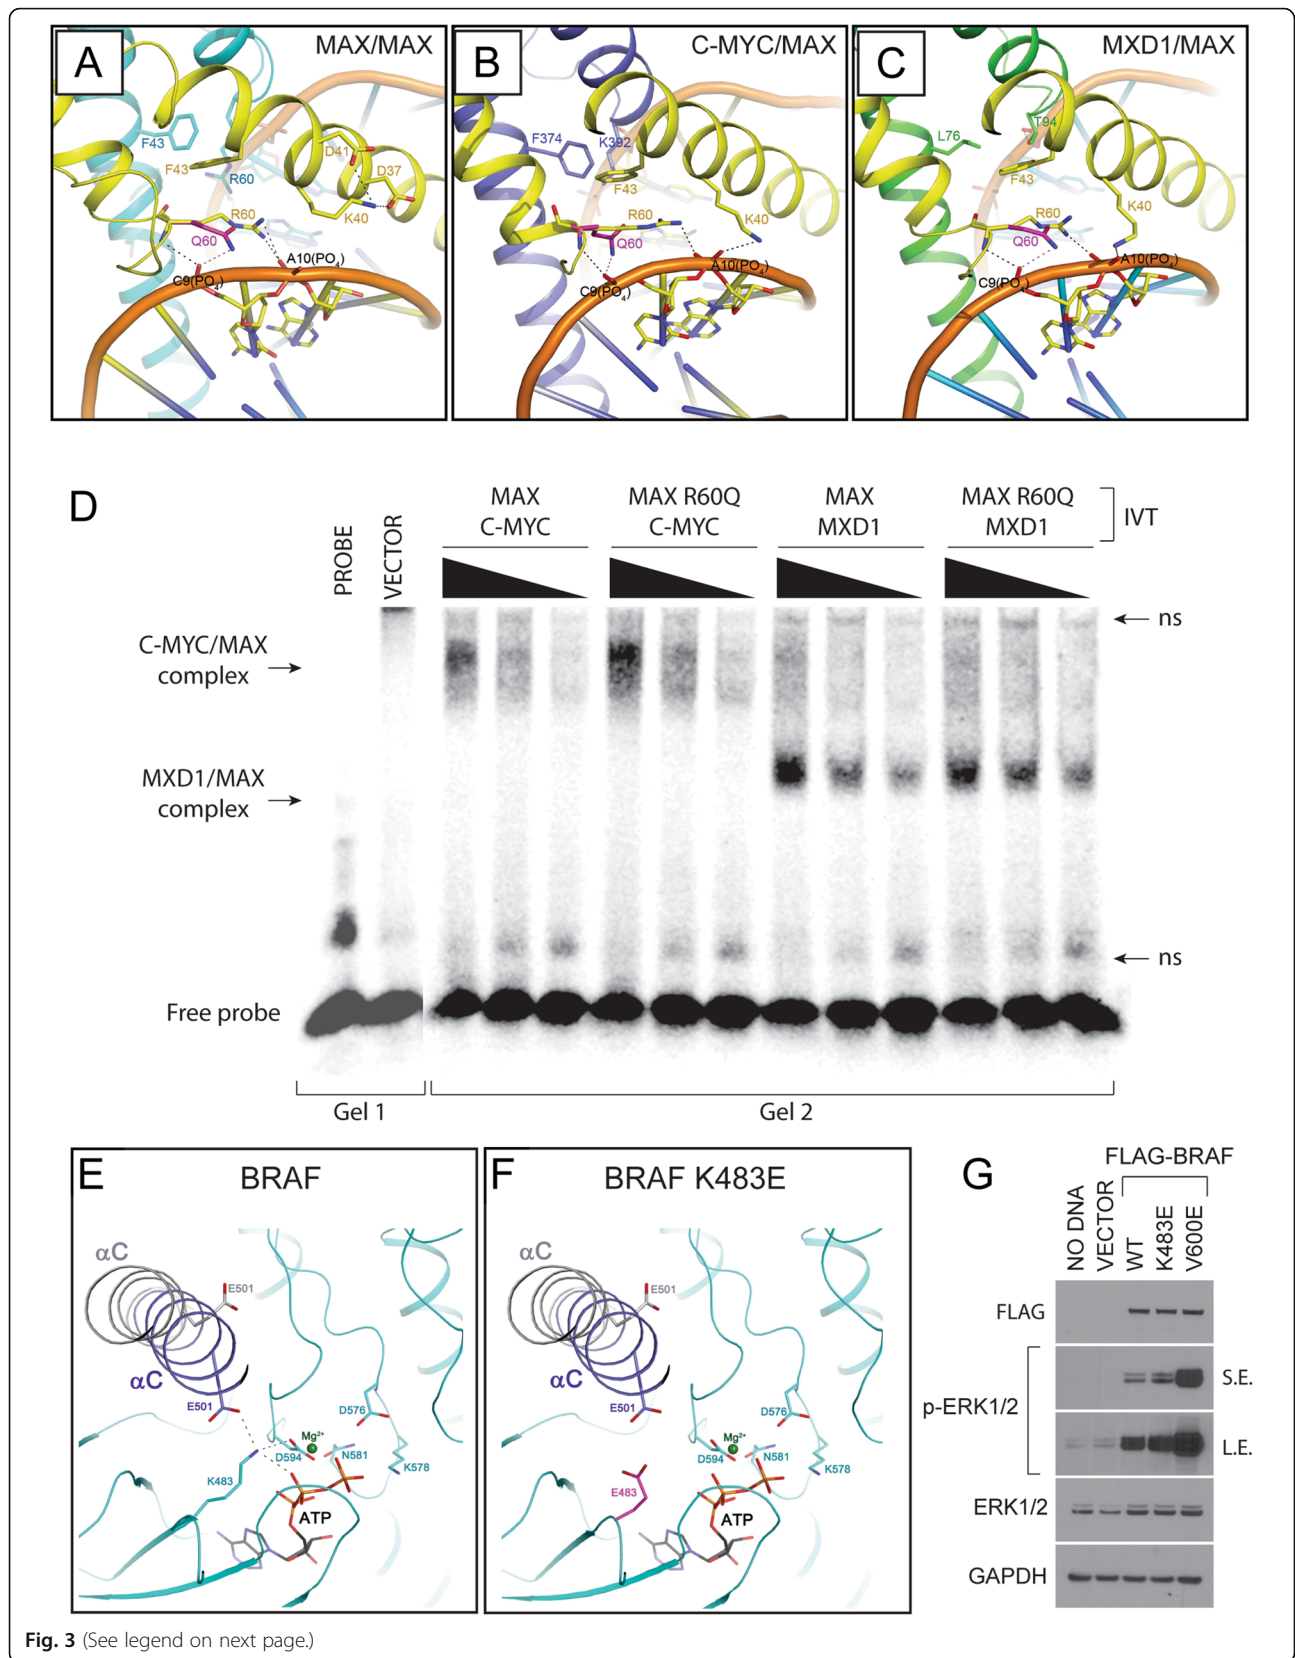 A
MAX/MAX
F43
F43
R60
D41
D37
K40
R60
Q60
C9(PO4)
A10(PO4)
B
C-MYC/MAX
F374
K392
F43
R60
K40
Q60
A10(PO4)
C9(PO4)
C
MXD1/MAX
L76
T94
F43
R60
K40
Q60
A10(PO4)
C9(PO4)
D
PROBE
VECTOR
MAX
C-MYC
MAX R60Q
C-MYC
MAX
MXD1
MAX R60Q
MXD1
IVT
C-MYC/MAX
complex
MXD1/MAX
complex
Free probe
ns
ns
Gel 1
Gel 2
E
BRAF
αC
E501
αC
E501
K483
D594
Mg2+
D576
N581
K578
ATP
F
BRAF K483E
αC
E501
αC
E501
E483
D594
Mg2+
D576
N581
K578
ATP
G
FLAG-BRAF
NO DNA
VECTOR
WT
K483E
V600E
FLAG
p-ERK1/2
S.E.
L.E.
ERK1/2
GAPDH
Fig. 3 (See legend on next page.)